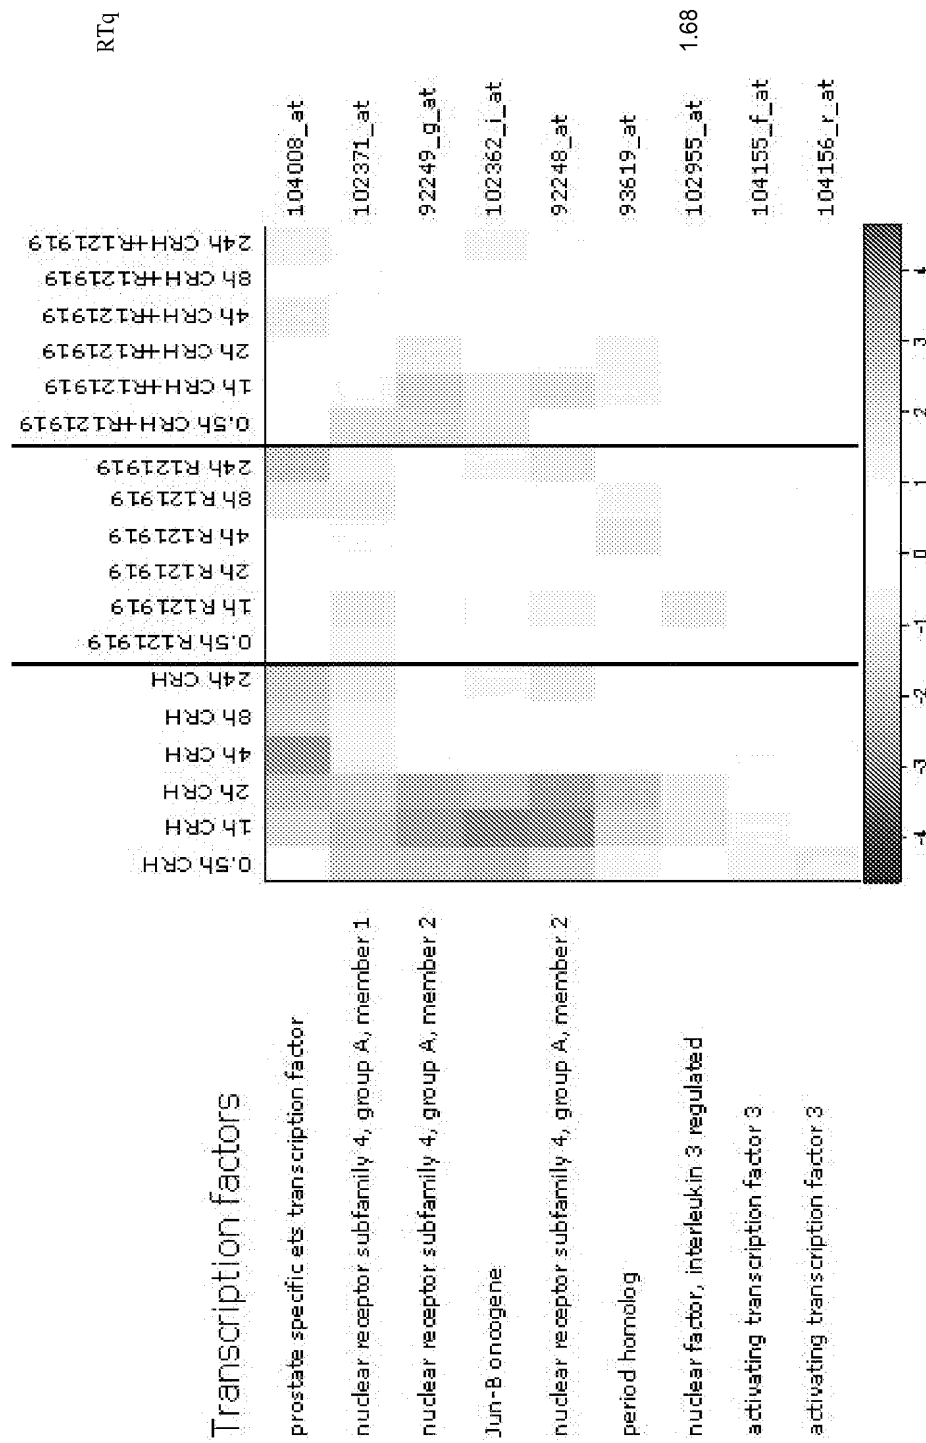 Transcription factors
RTq
0.5h CRH
1h CRH
2h CRH
4h CRH
8h CRH
24h CRH
0.5h R121919
1h R121919
2h R121919
4h R121919
8h R121919
24h R121919
0.5h CRH+R121919
1h CRH+R121919
2h CRH+R121919
4h CRH+R121919
8h CRH+R121919
24h CRH+R121919
prostate specific ets transcription factor 104008_at
nuclear receptor subfamily 4, group A, member 1 102371_at
nuclear receptor subfamily 4, group A, member 2 92249_g_at
Jun-B oncogene 102362_i_at
nuclear receptor subfamily 4, group A, member 2 92248_at
period homolog 93619_at
nuclear factor, interleukin 3 regulated 102955_at 1.68
activating transcription factor 3 104155_f_at
activating transcription factor 3 104156_r_at
-4 -3 -2 -1 0 1 2 3 4